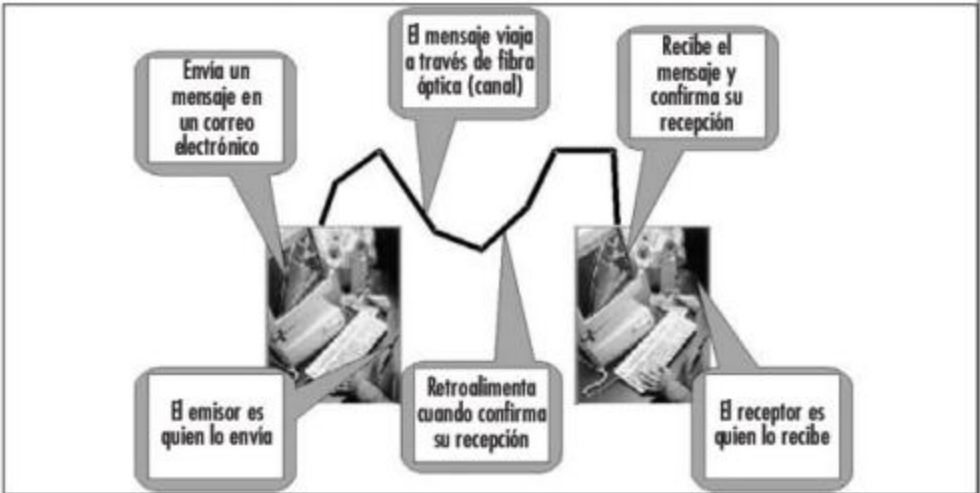 Envía un
mensaje en
un correo
electrónico
El mensaje viaja
a través de fibra
óptica (canal)
Recibe el
mensaje y
confirma su
recepción
El emisor es
quien lo envía
Retroalimenta
cuando confirma
su recepción
El receptor es
quien lo recibe